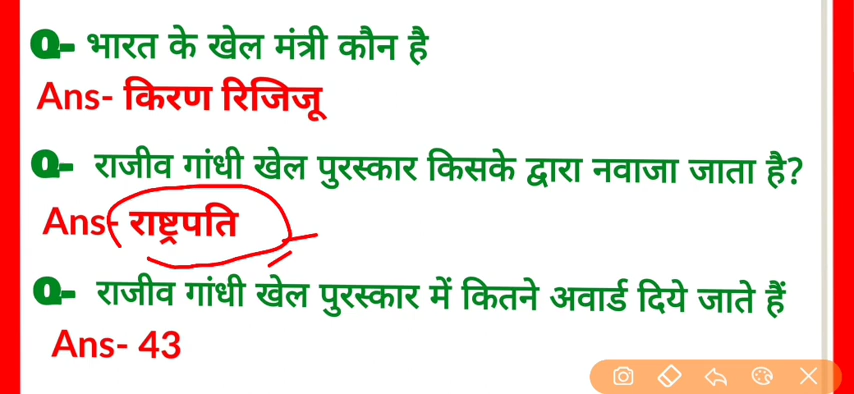 Q- भारत के खेल मंत्री कौन है
Ans- किरण रिजिजू
Q- राजीव गांधी खेल पुरस्कार किसके द्वारा नवाजा जाता है?
Ans- राष्ट्रपति
Q- राजीव गांधी खेल पुरस्कार में कितने अवार्ड दिये जाते हैं
Ans- 43